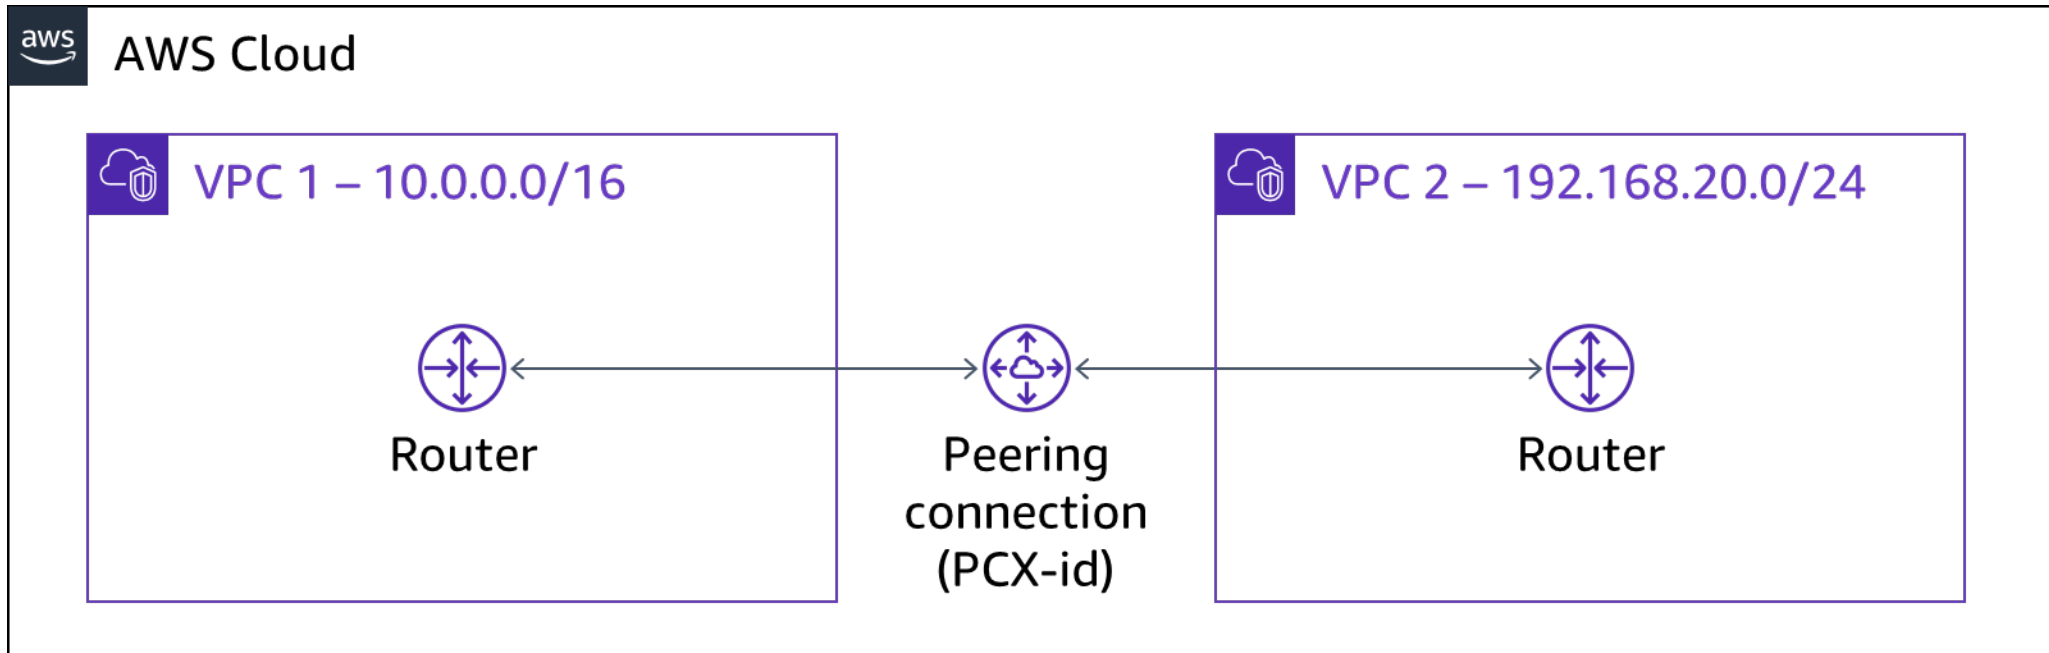 aws
AWS Cloud
VPC 1 – 10.0.0.0/16
VPC 2 – 192.168.20.0/24
Router
Peering
connection
(PCX-id)
Router